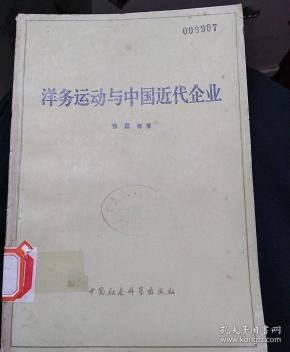 008987
洋务运动与中国近代企业
张国辉著
中国社会科学出版社
孔夫子旧书网